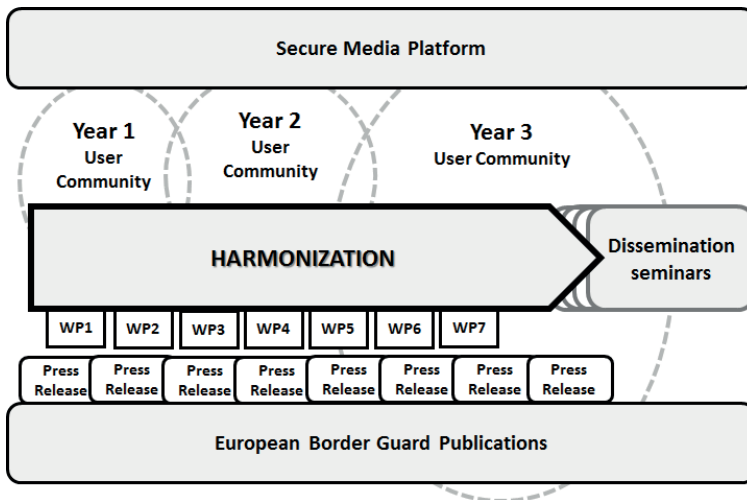 Secure Media Platform
Year 1
User
Community
Year 2
User
Community
Year 3
User Community
HARMONIZATION
Dissemination
seminars
WP1
WP2
WP3
WP4
WP5
WP6
WP7
Press
Release
Press
Release
Press
Release
Press
Release
Press
Release
Press
Release
Press
Release
Press
Release
European Border Guard Publications